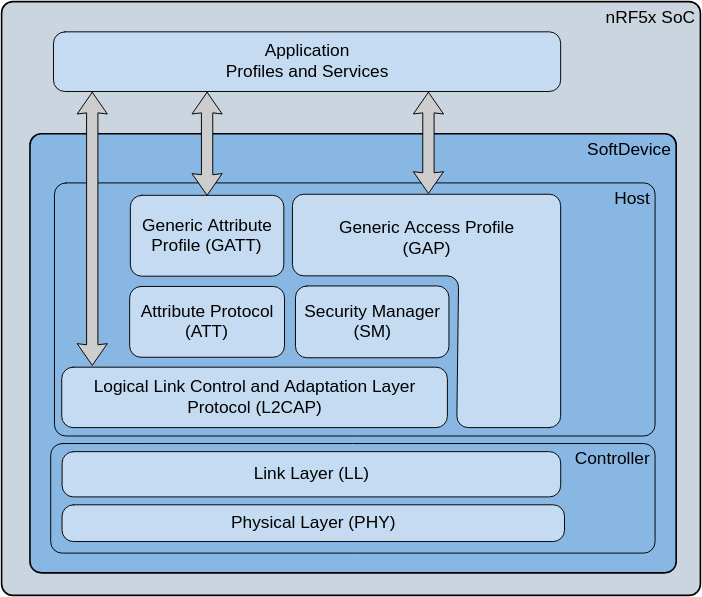 nRF5x SoC
Application
Profiles and Services
SoftDevice
Host
Generic Attribute
Profile (GATT)
Generic Access Profile
(GAP)
Attribute Protocol
(ATT)
Security Manager
(SM)
Logical Link Control and Adaptation Layer
Protocol (L2CAP)
Controller
Link Layer (LL)
Physical Layer (PHY)